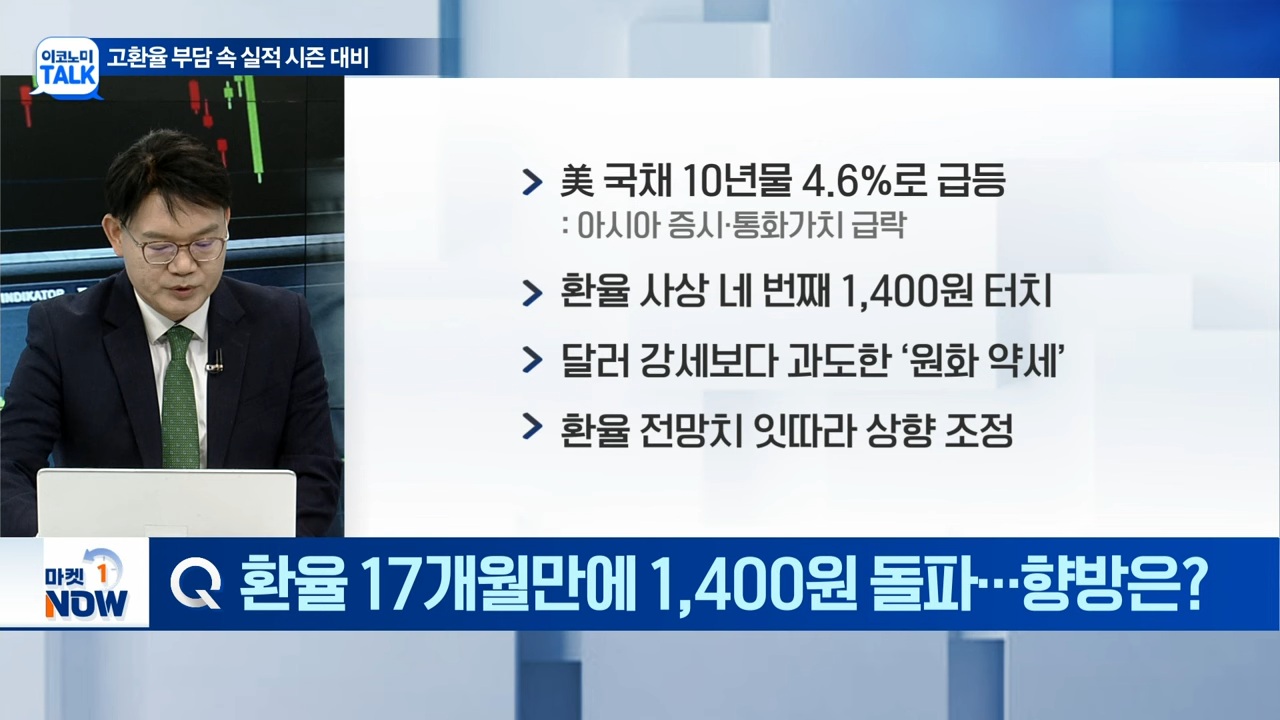 이코노미
TALK
고환율 부담 속 실적 시즌 대비
INDIKATOR
美 국채 10년물 4.6%로 급등
: 아시아 증시·통화가치 급락
환율 사상 네 번째 1,400원 터치
달러 강세보다 과도한 ‘원화 약세’
환율 전망치 잇따라 상향 조정
마켓 1
NOW
Q 환율 17개월만에 1,400원 돌파…향방은?